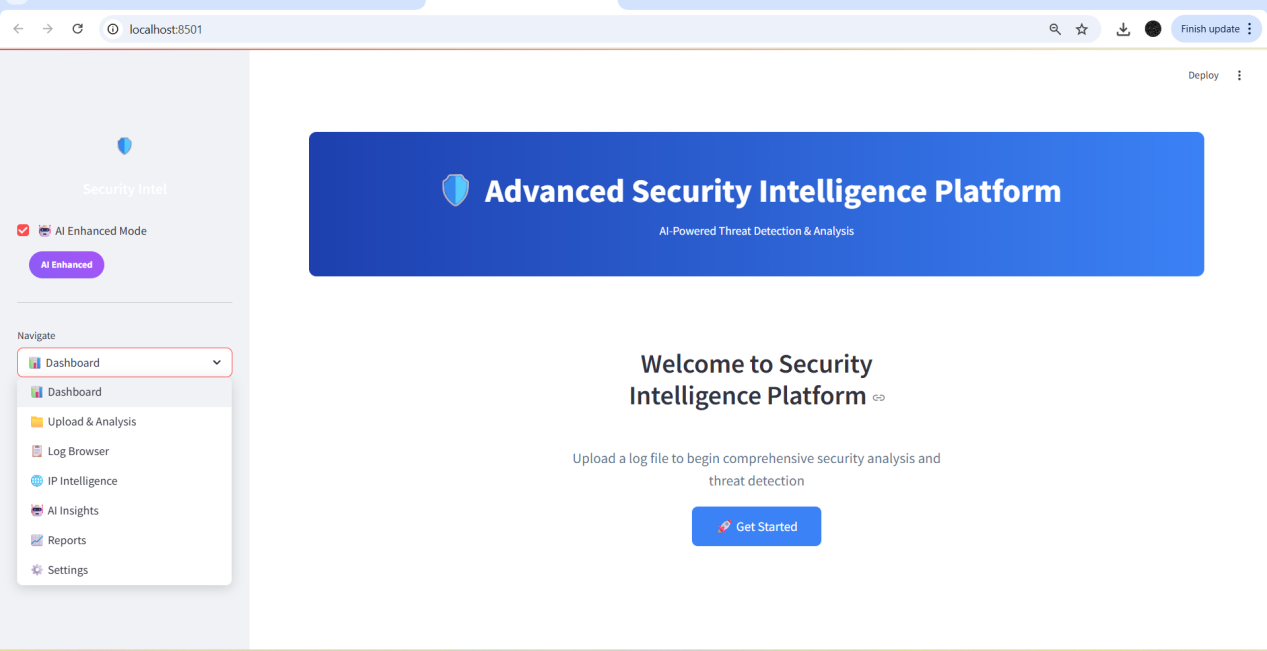 localhost:8501
Finish update
Deploy
Security Intel
AI Enhanced Mode
AI Enhanced
Navigate
Dashboard
Dashboard
Upload & Analysis
Log Browser
IP Intelligence
AI Insights
Reports
Settings
Advanced Security Intelligence Platform
AI-Powered Threat Detection & Analysis
Welcome to Security
Intelligence Platform
Upload a log file to begin comprehensive security analysis and
threat detection
Get Started